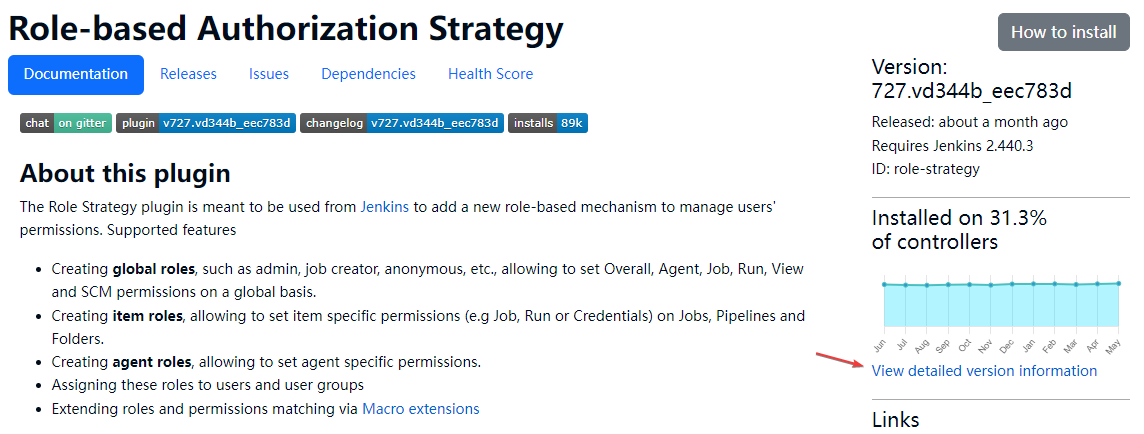 Role-based Authorization Strategy
How to install
Documentation
Releases
Issues
Dependencies
Health Score
chat on gitter
plugin v727.vd344b_eec783d
changelog v727.vd344b_eec783d
installs 89k
About this plugin
The Role Strategy plugin is meant to be used from Jenkins to add a new role-based mechanism to manage users'
permissions. Supported features
• Creating global roles, such as admin, job creator, anonymous, etc., allowing to set Overall, Agent, Job, Run, View
and SCM permissions on a global basis.
• Creating item roles, allowing to set item specific permissions (e.g Job, Run or Credentials) on Jobs, Pipelines and
Folders.
• Creating agent roles, allowing to set agent specific permissions.
• Assigning these roles to users and user groups
• Extending roles and permissions matching via Macro extensions
Version:
727.vd344b_eec783d
Released: about a month ago
Requires Jenkins 2.440.3
ID: role-strategy
Installed on 31.3%
of controllers
Jun
Jul
Aug
Sep
Oct
Nov
Dec
Jan
Feb
Mar
Apr
May
View detailed version information
Links